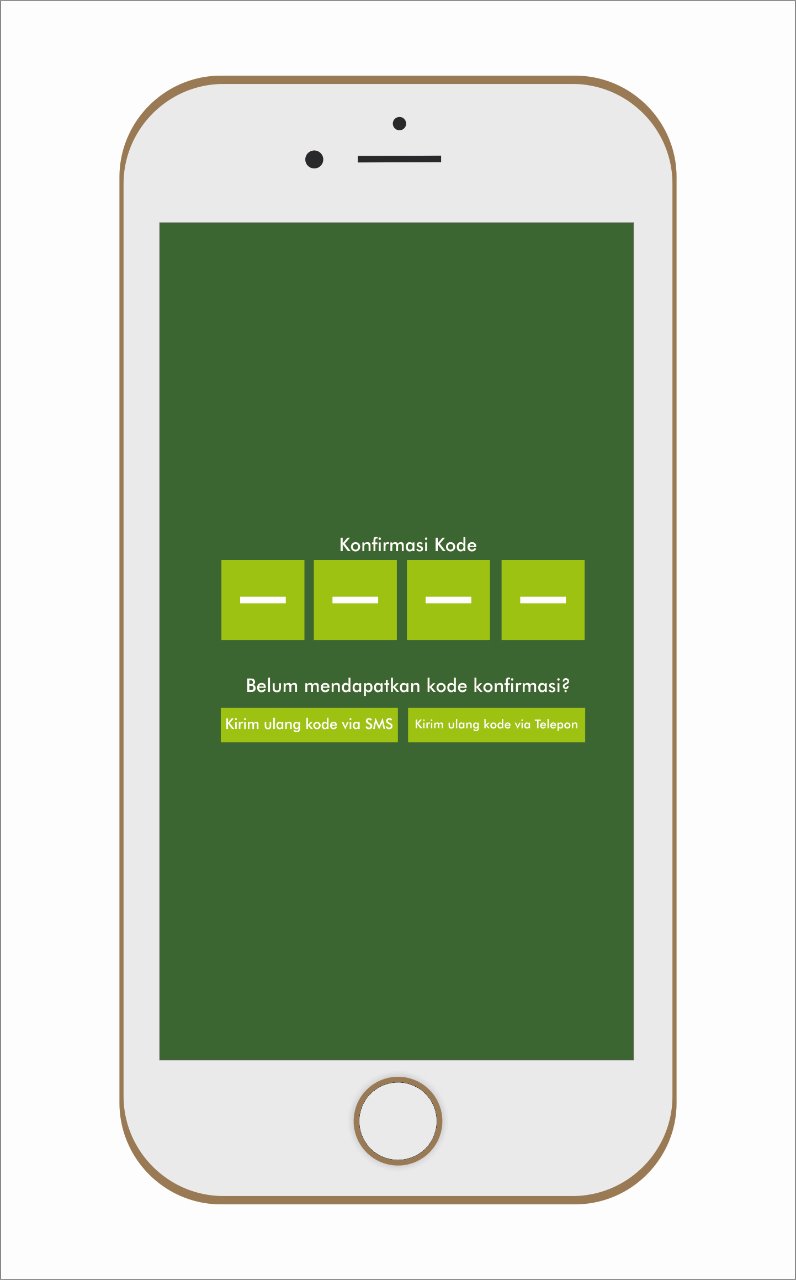 Konfirmasi Kode
Belum mendapatkan kode konfirmasi?
Kirim ulang kode via SMS
Kirim ulang kode via Telepon